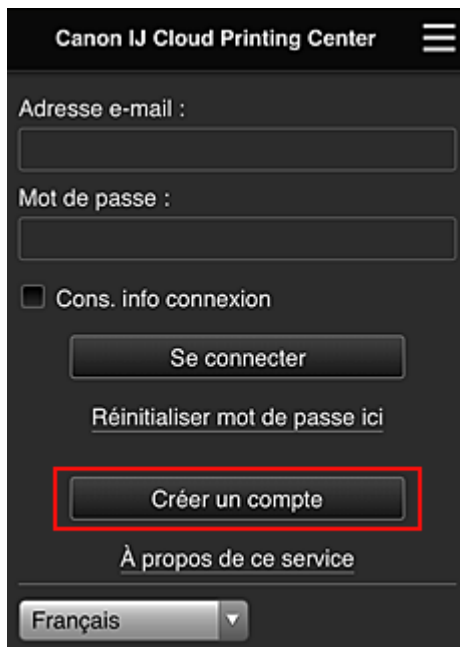 Canon IJ Cloud Printing Center
Adresse e-mail :
Mot de passe :
Cons. info connexion
Se connecter
Réinitialiser mot de passe ici
Créer un compte
À propos de ce service
Français